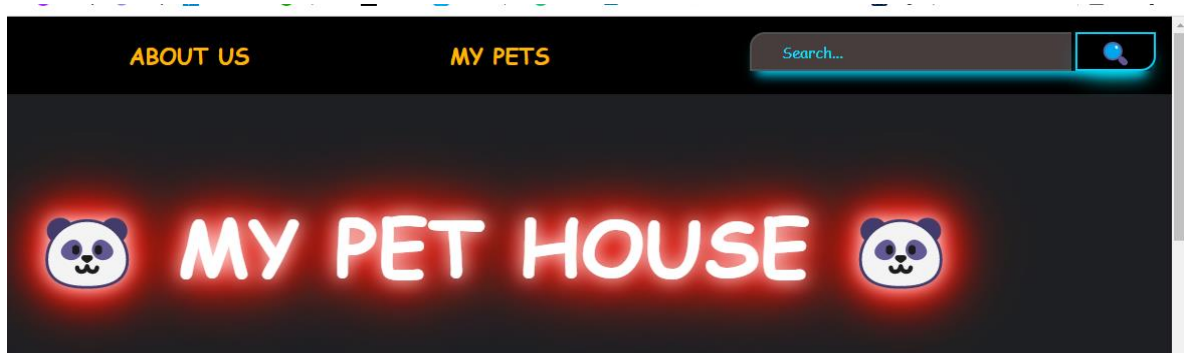 ABOUT US
MY PETS
Search...
🐼 MY PET HOUSE 🐼